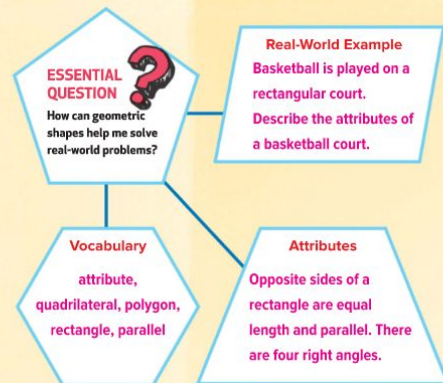 ESSENTIAL
QUESTION
?
How can geometric
shapes help me solve
real-world problems?
Real-World Example
Basketball is played on a
rectangular court.
Describe the attributes of
a basketball court.
Vocabulary
attribute,
quadrilateral, polygon,
rectangle, parallel
Attributes
Opposite sides of a
rectangle are equal
length and parallel. There
are four right angles.